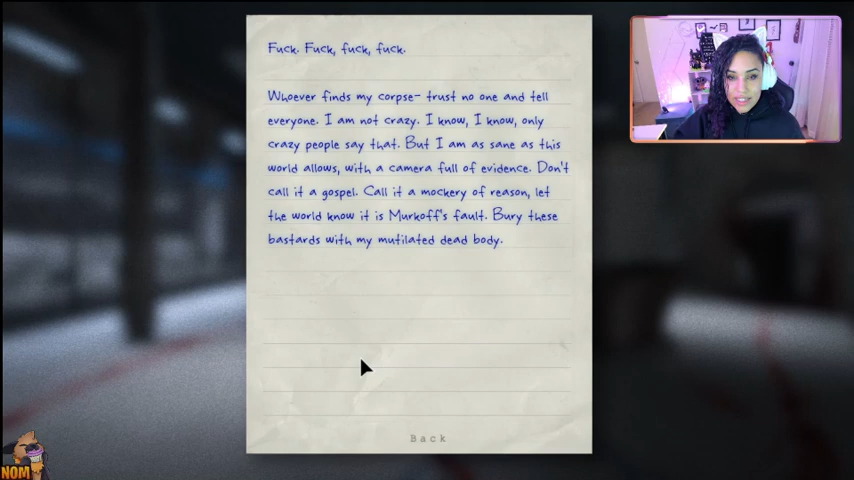 Fuck. Fuck, fuck, fuck.
Whoever finds my corpse- trust no one and tell
everyone. I am not crazy. I know, I know, only
crazy people say that. But I am as sane as this
world allows, with a camera full of evidence. Don't
call it a gospel. Call it a mockery of reason, let
the world know it is Murkoff's fault. Bury these
bastards with my mutilated dead body.
Back
NOM